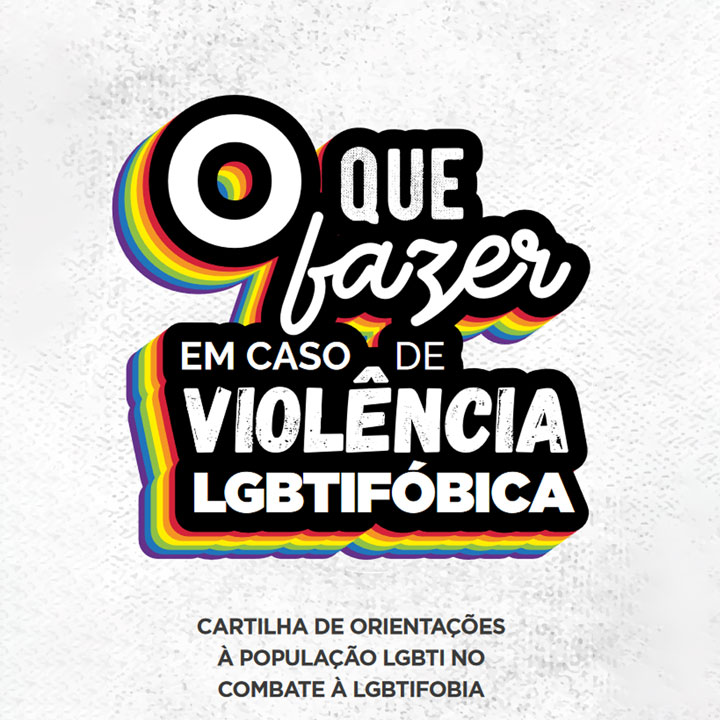 O QUE
fazer
EM CASO DE
VIOLÊNCIA
LGBTIFÓBICA
CARTILHA DE ORIENTAÇÕES
À POPULAÇÃO LGBTI NO
COMBATE À LGBTIFOBIA